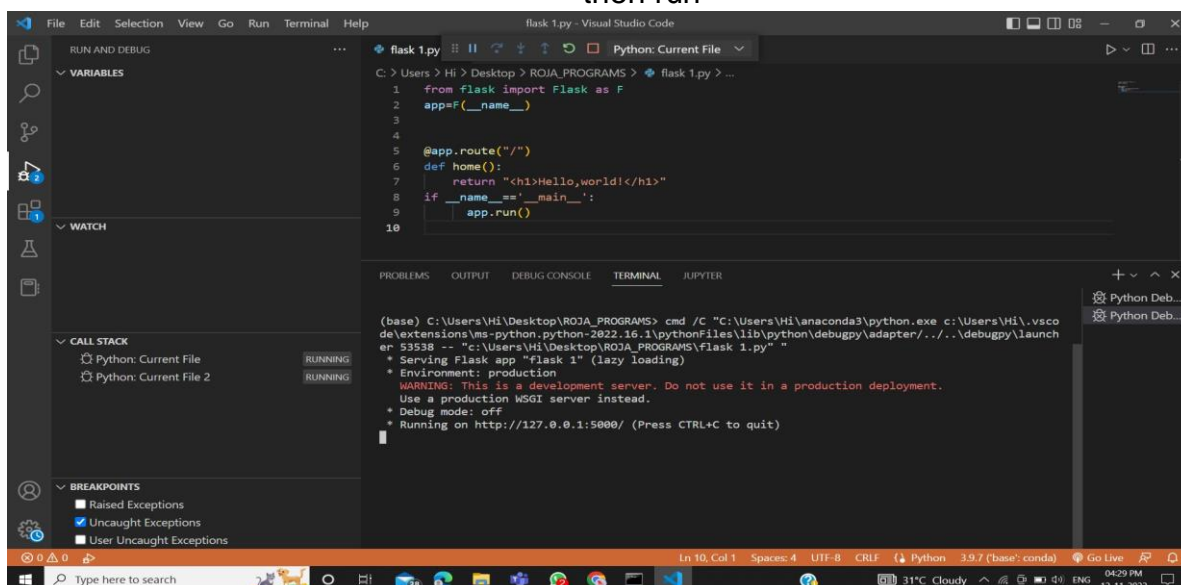 then run
File Edit Selection View Go Run Terminal Help
flask 1.py - Visual Studio Code
RUN AND DEBUG
flask 1.py
Python: Current File
VARIABLES
C: > Users > Hi > Desktop > ROJA_PROGRAMS > flask 1.py > ...
1 from flask import Flask as F
2 app=F(__name__)
3
4
5 @app.route("/")
6 def home():
7 return "<h1>Hello,world!</h1>"
8 if __name__=='__main__':
9 app.run()
10
WATCH
PROBLEMS OUTPUT DEBUG CONSOLE TERMINAL JUPYTER
Python Deb...
Python Deb...
(base) C:\Users\Hi\Desktop\ROJA_PROGRAMS> cmd /C "C:\Users\Hi\anaconda3\python.exe c:\Users\Hi\.vsco
de\extensions\ms-python.python-2022.16.1\pythonFiles\lib\python\debugpy\adapter/../..\debugpy\launch
er 53538 -- "c:\Users\Hi\Desktop\ROJA_PROGRAMS\flask 1.py" "
* Serving Flask app "flask 1" (lazy loading)
* Environment: production
WARNING: This is a development server. Do not use it in a production deployment.
Use a production WSGI server instead.
* Debug mode: off
* Running on http://127.0.0.1:5000/ (Press CTRL+C to quit)
CALL STACK
Python: Current File RUNNING
Python: Current File 2 RUNNING
BREAKPOINTS
Raised Exceptions
Uncaught Exceptions
User Uncaught Exceptions
2
1
0 0
Ln 10, Col 1 Spaces: 4 UTF-8 CRLF Python 3.9.7 ('base': conda) Go Live
Type here to search
31°C Cloudy ENG 04:29 PM